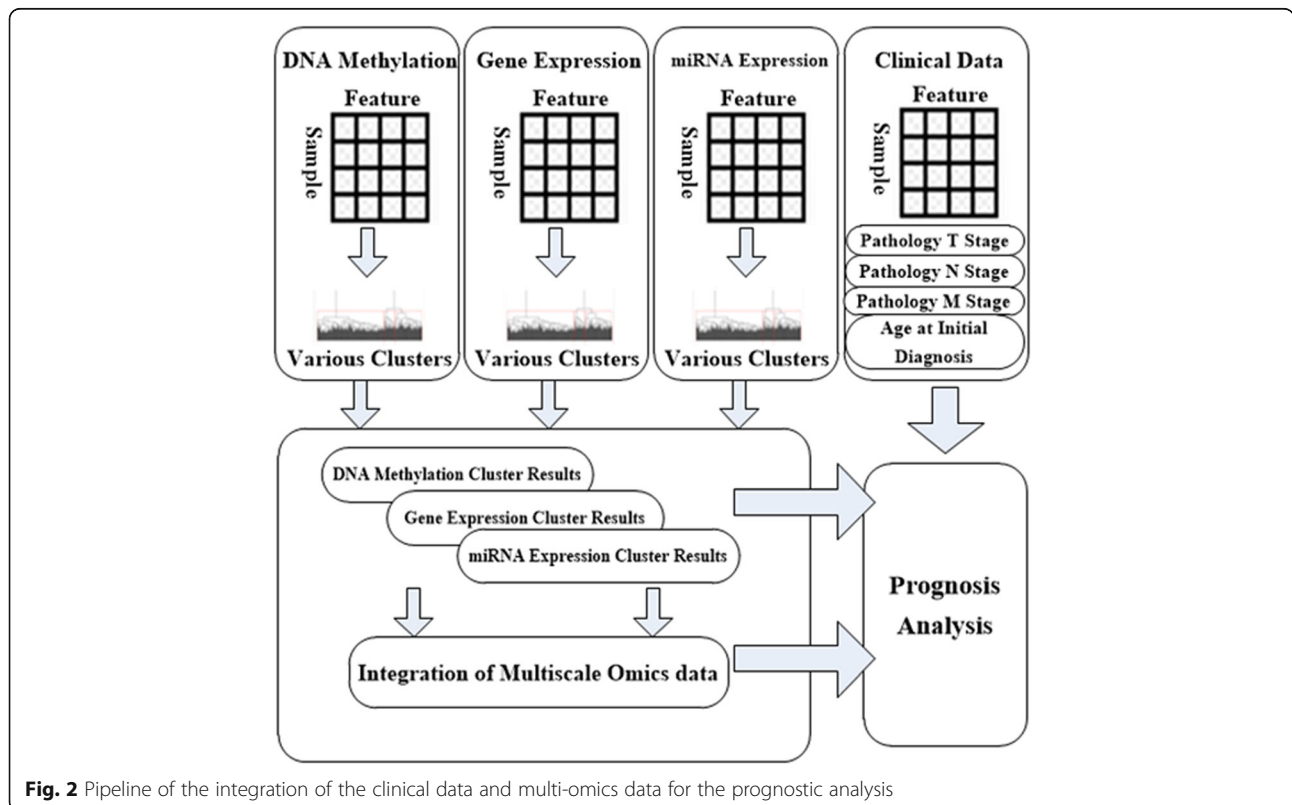 DNA Methylation
Feature
Sample
Various Clusters
Gene Expression
Feature
Sample
Various Clusters
miRNA Expression
Feature
Sample
Various Clusters
Clinical Data
Feature
Sample
Pathology T Stage
Pathology N Stage
Pathology M Stage
Age at Initial
Diagnosis
DNA Methylation Cluster Results
Gene Expression Cluster Results
miRNA Expression Cluster Results
Integration of Multiscale Omics data
Prognosis
Analysis
Fig. 2 Pipeline of the integration of the clinical data and multi-omics data for the prognostic analysis